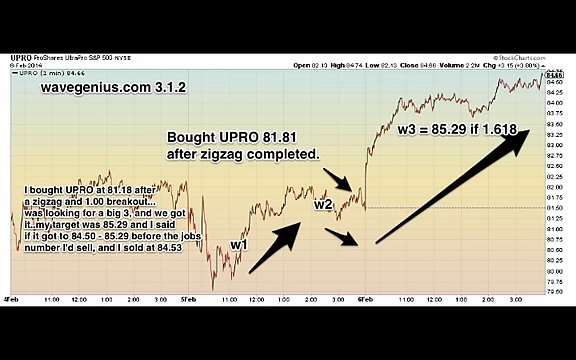 UPRO ProShares UltraPro S&P 500 NYSE
© StockCharts.com
6-Feb-2014
Open 82.13 High 84.74 Low 82.13 Close 84.66 Volume 2.2M Chg +3.15 (+3.86%)
UPRO (1 min) 84.66
wavegenius.com 3.1.2
Bought UPRO 81.81
after zigzag completed.
w3 = 85.29 if 1.618
I bought UPRO at 81.18 after
a zigzag and 1.00 breakout...
was looking for a big 3, and we got
it..my target was 85.29 and I said
if it got to 84.50 - 85.29 before the jobs
number I'd sell, and I sold at 84.53
w1
w2
84.75
84.66
84.25
84.00
83.75
83.50
83.25
83.00
82.75
82.50
82.25
82.00
81.75
81.50
81.25
81.00
80.75
80.50
80.25
80.00
79.75
79.50
4Feb 11:00 12:00 1:00 2:00 3:00 5Feb 11:00 12:00 1:00 2:00 3:00 6Feb 11:00 12:00 1:00 2:00 3:00